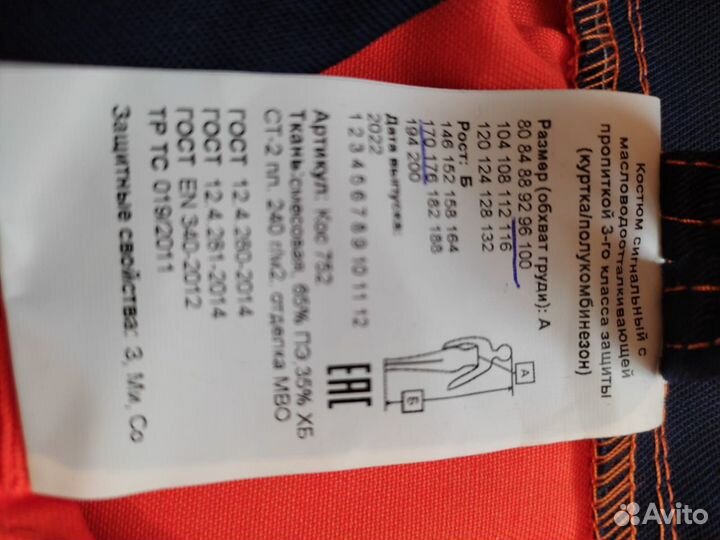 Костюм сигнальный с
масловодоотталкивающей
пропиткой 3-го класса защиты
(куртка/полукомбинезон)
Размер (обхват груди): А
80 84 88 92 96 100
104 108 112 116
120 124 128 132
Рост: Б
146 152 158 164
170 176 182 188
194 200
Дата выпуска:
2022
1 2 3 4 5 6 7 8 9 10 11 12
А
Б
ЕАС
Артикул: Кос 752
Ткань: смесовая, 65% ПЭ 35% ХБ
СТ-2 пл. 240 г/м2, отделка МВО
ГОСТ 12.4.280-2014
ГОСТ 12.4.281-2014
ГОСТ EN 340-2012
ТР ТС 019/2011
Защитные свойства: З, Ми, Со
Avito